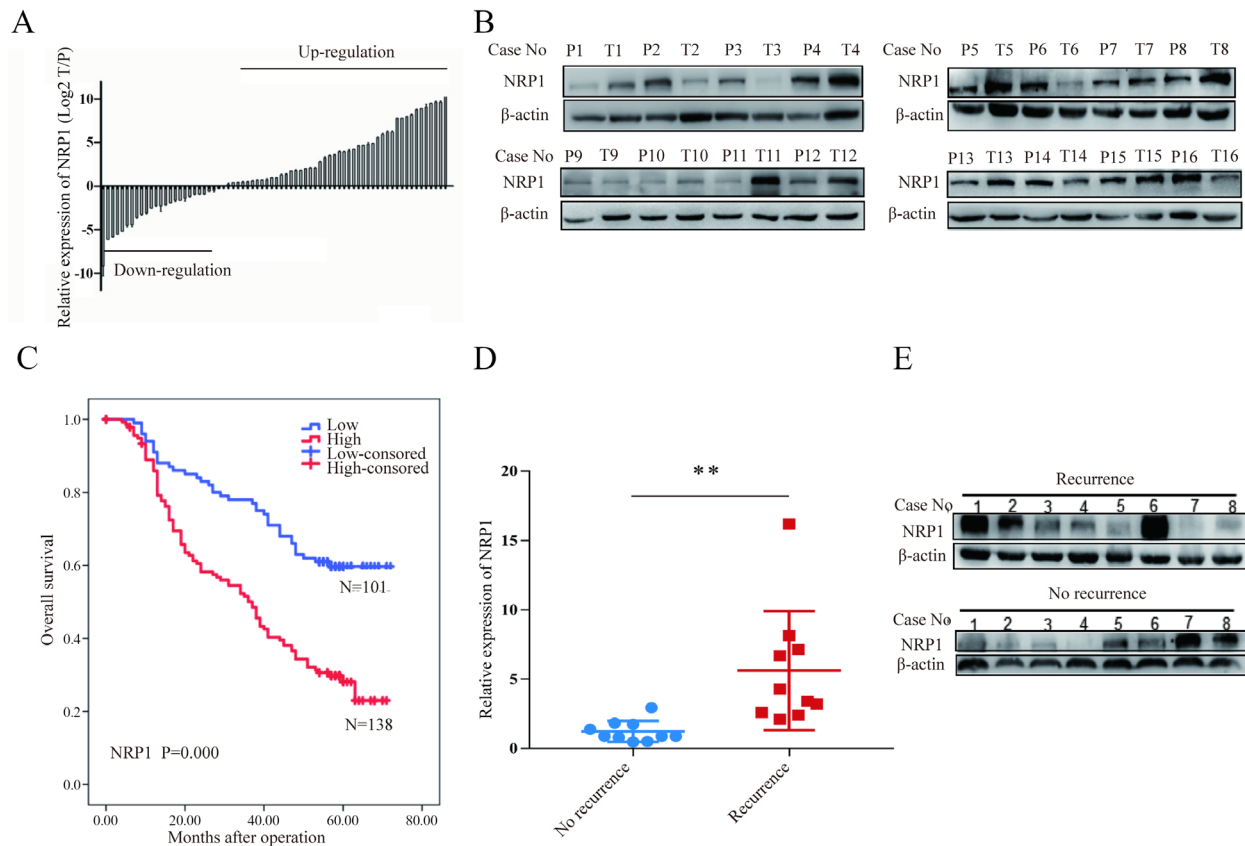 A
Up-regulation
Relative expression of NRP1 (Log2 T/P)
10
5
0
-5
-10
Down-regulation
B
Case No P1 T1 P2 T2 P3 T3 P4 T4
NRP1
β-actin
Case No P5 T5 P6 T6 P7 T7 P8 T8
NRP1
β-actin
Case No P9 T9 P10 T10 P11 T11 P12 T12
NRP1
β-actin
P13 T13 P14 T14 P15 T15 P16 T16
NRP1
β-actin
C
Overall survival
1.0
0.8
0.6
0.4
0.2
0.0
Low
High
Low-consored
High-consored
N=101
N=138
NRP1 P=0.000
0.00 20.00 40.00 60.00 80.00
Months after operation
D
Relative expression of NRP1
20
15
10
5
0
**
No recurrence
Recurrence
E
Recurrence
Case No 1 2 3 4 5 6 7 8
NRP1
β-actin
No recurrence
Case No 1 2 3 4 5 6 7 8
NRP1
β-actin